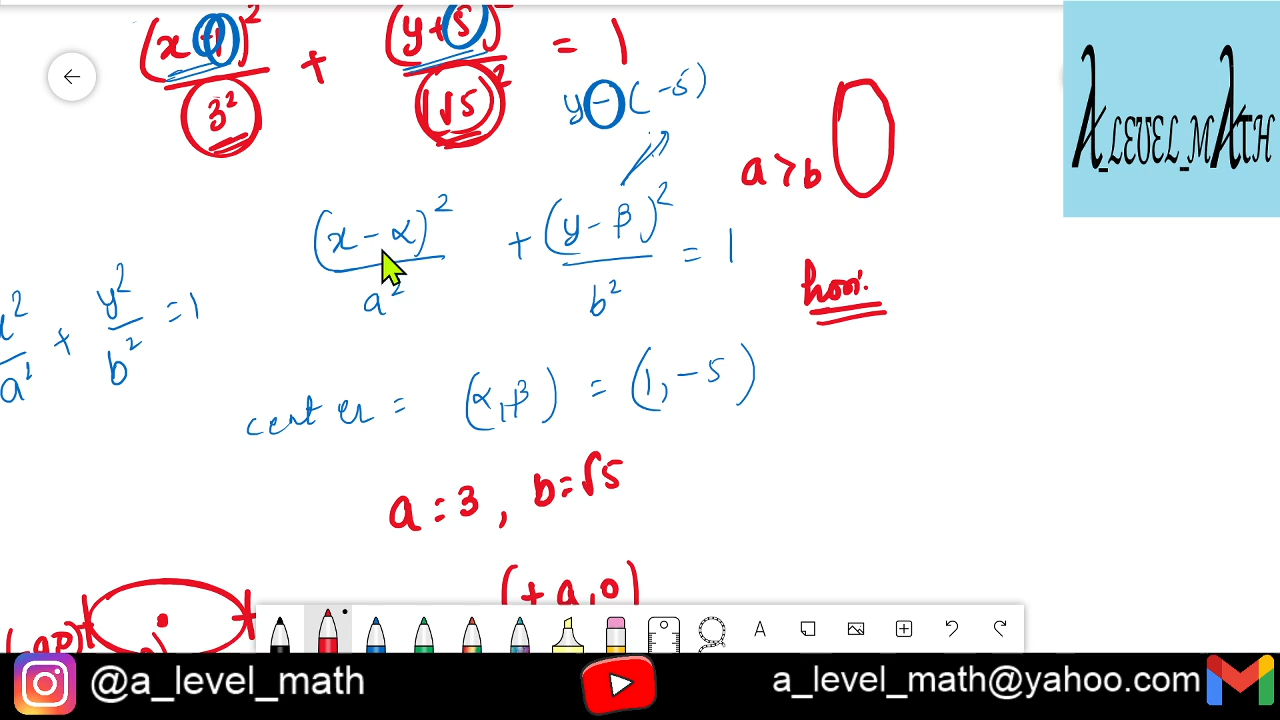 (x-1)²/3² + (y+5)²/(√5)² = 1
y-(-5)
a>b
A_LEVEL_MATH
(x-α)²/a² + (y-β)²/b² = 1
hori.
x²/a² + y²/b² = 1
center = (α,β) = (1,-5)
a=3, b=√5
(±a,0)
A
@a_level_math
a_level_math@yahoo.com